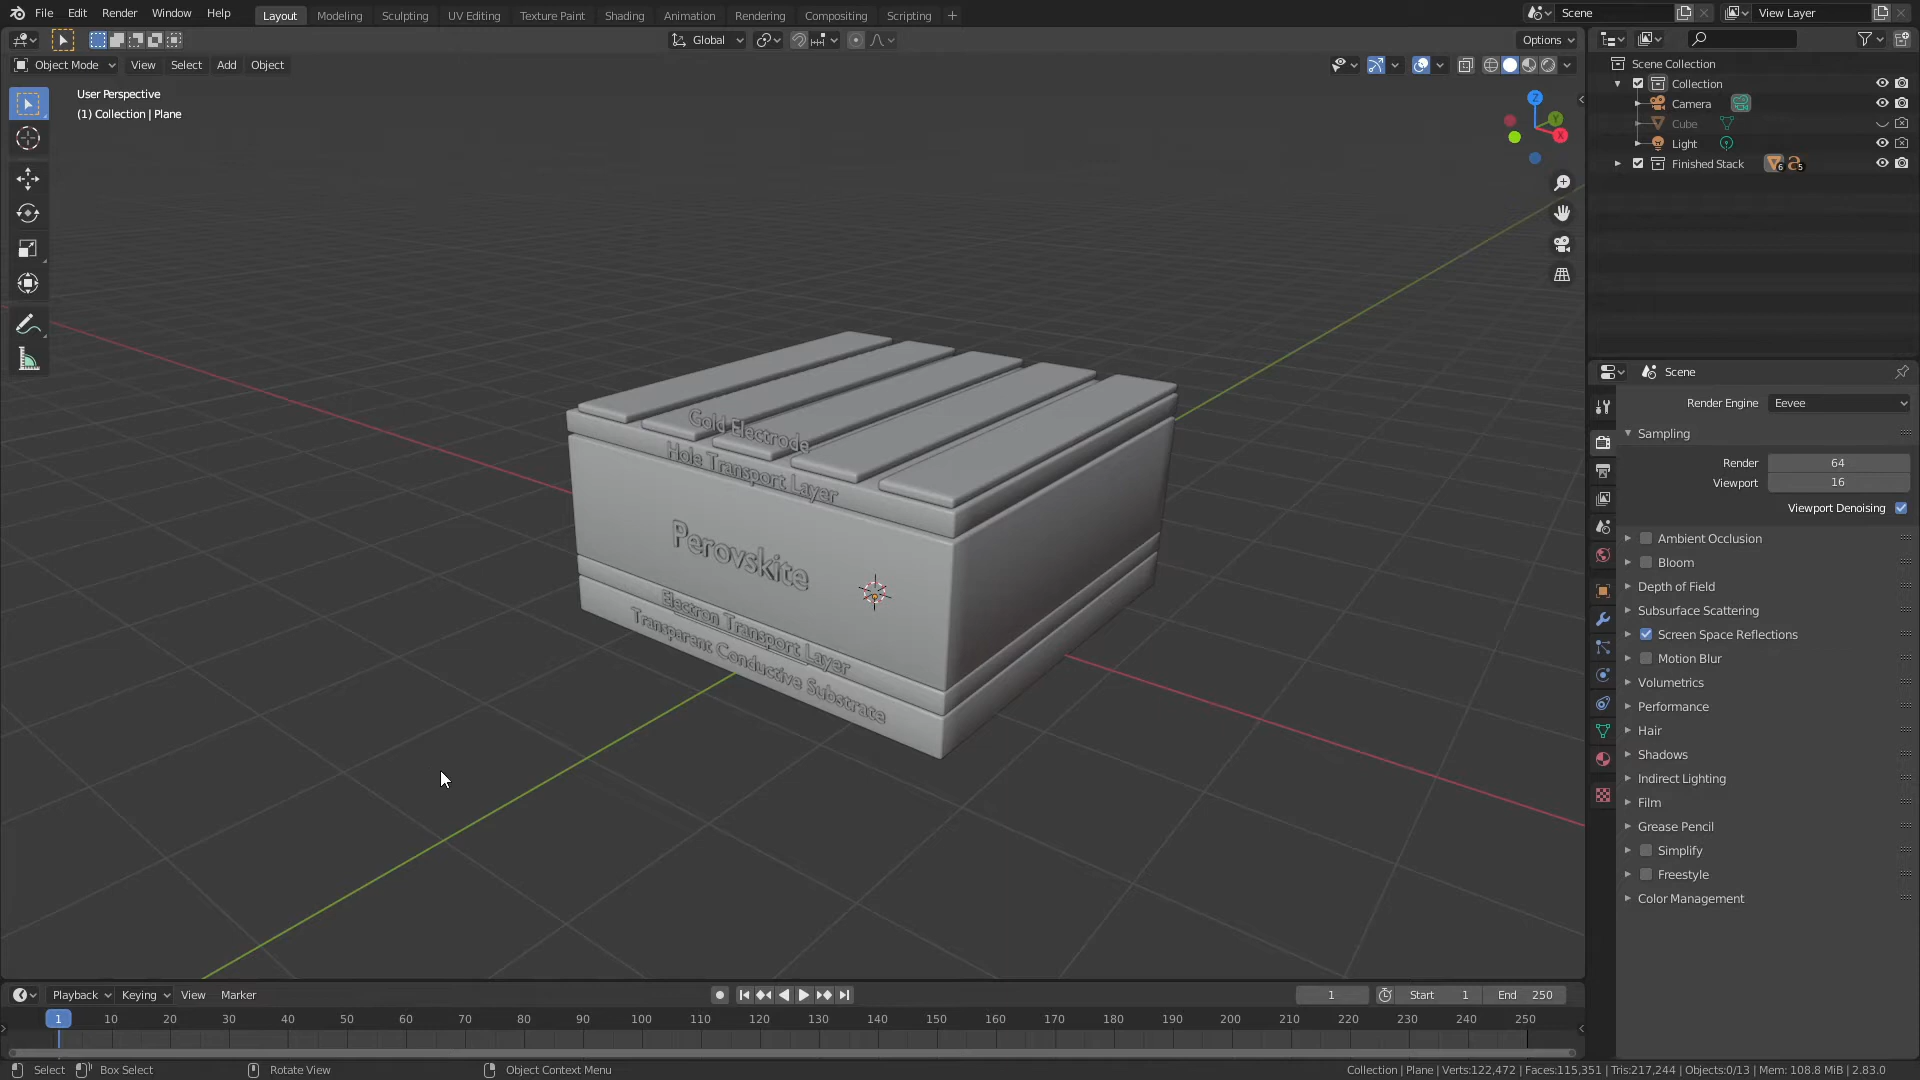 File Edit Render Window Help Layout Modeling Sculpting UV Editing Texture Paint Shading Animation Rendering Compositing Scripting + Scene View Layer
Global Options
Object Mode View Select Add Object
User Perspective
(1) Collection | Plane
Z
Y
X
Gold Electrode
Hole Transport Layer
Perovskite
Electron Transport Layer
Transparent Conductive Substrate
Scene Collection
Collection
Camera
Cube
Light
Finished Stack 6 5
Scene
Render Engine Eevee
Sampling
Render 64
Viewport 16
Viewport Denoising
Ambient Occlusion
Bloom
Depth of Field
Subsurface Scattering
Screen Space Reflections
Motion Blur
Volumetrics
Performance
Hair
Shadows
Indirect Lighting
Film
Grease Pencil
Simplify
Freestyle
Color Management
Playback Keying View Marker 1 Start 1 End 250
1 10 20 30 40 50 60 70 80 90 100 110 120 130 140 150 160 170 180 190 200 210 220 230 240 250
Select Box Select Rotate View Object Context Menu Collection | Plane | Verts:122,472 | Faces:115,351 | Tris:217,244 | Objects:0/13 | Mem: 108.8 MiB | 2.83.0